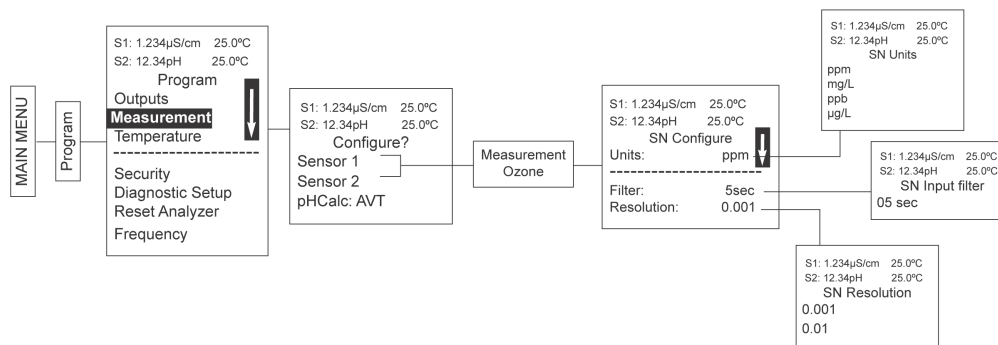 MAIN MENU
Program
S1: 1.234µS/cm 25.0ºC
S2: 12.34pH 25.0ºC
Program
Outputs
Measurement
Temperature
Security
Diagnostic Setup
Reset Analyzer
Frequency
S1: 1.234µS/cm 25.0ºC
S2: 12.34pH 25.0ºC
Configure?
Sensor 1
Sensor 2
pHCalc: AVT
Measurement
Ozone
S1: 1.234µS/cm 25.0ºC
S2: 12.34pH 25.0ºC
SN Configure
Units: ppm
Filter: 5sec
Resolution: 0.001
S1: 1.234µS/cm 25.0ºC
S2: 12.34pH 25.0ºC
SN Units
ppm
mg/L
ppb
µg/L
S1: 1.234µS/cm 25.0ºC
S2: 12.34pH 25.0ºC
SN Input filter
05 sec
S1: 1.234µS/cm 25.0ºC
S2: 12.34pH 25.0ºC
SN Resolution
0.001
0.01